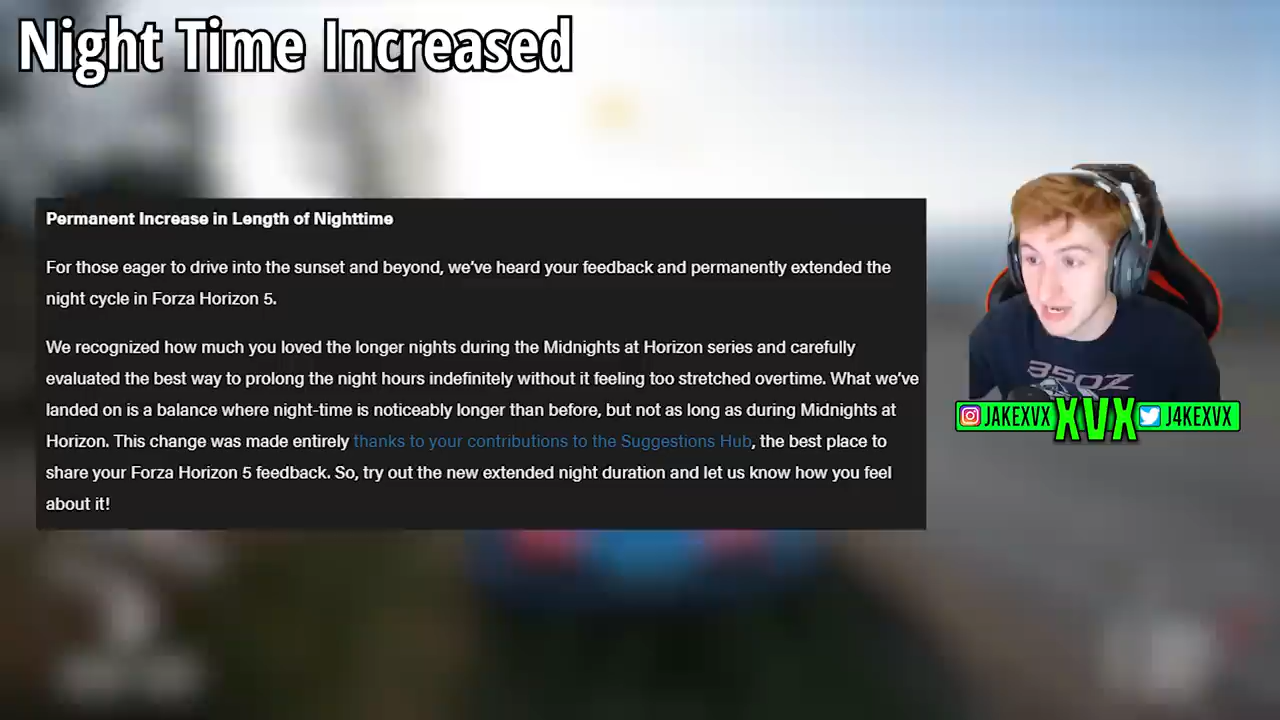 Night Time Increased
Permanent Increase in Length of Nighttime
For those eager to drive into the sunset and beyond, we've heard your feedback and permanently extended the
night cycle in Forza Horizon 5.
We recognized how much you loved the longer nights during the Midnights at Horizon series and carefully
evaluated the best way to prolong the night hours indefinitely without it feeling too stretched overtime. What we've
landed on is a balance where night-time is noticeably longer than before, but not as long as during Midnights at
Horizon. This change was made entirely thanks to your contributions to the Suggestions Hub, the best place to
share your Forza Horizon 5 feedback. So, try out the new extended night duration and let us know how you feel
about it!
350Z
JAKEXVX XVX J4KEXVX